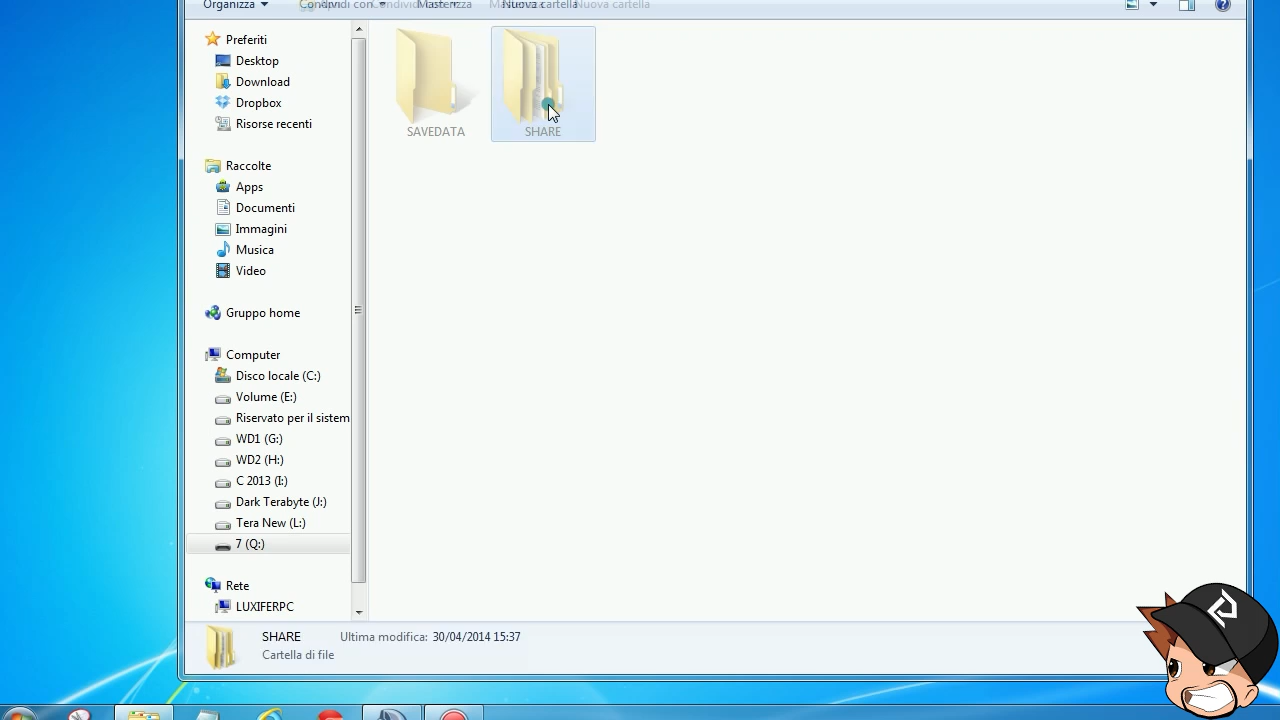 Organizza Masterizza Nuova cartella
SAVEDATA
SHARE
Preferiti
Desktop
Download
Dropbox
Risorse recenti
Raccolte
Apps
Documenti
Immagini
Musica
Video
Gruppo home
Computer
Disco locale (C:)
Volume (E:)
Riservato per il sistem
WD1 (G:)
WD2 (H:)
C 2013 (I:)
Dark Terabyte (J:)
Tera New (L:)
7 (Q:)
Rete
LUXIFERPC
SHARE Ultima modifica: 30/04/2014 15:37
Cartella di file